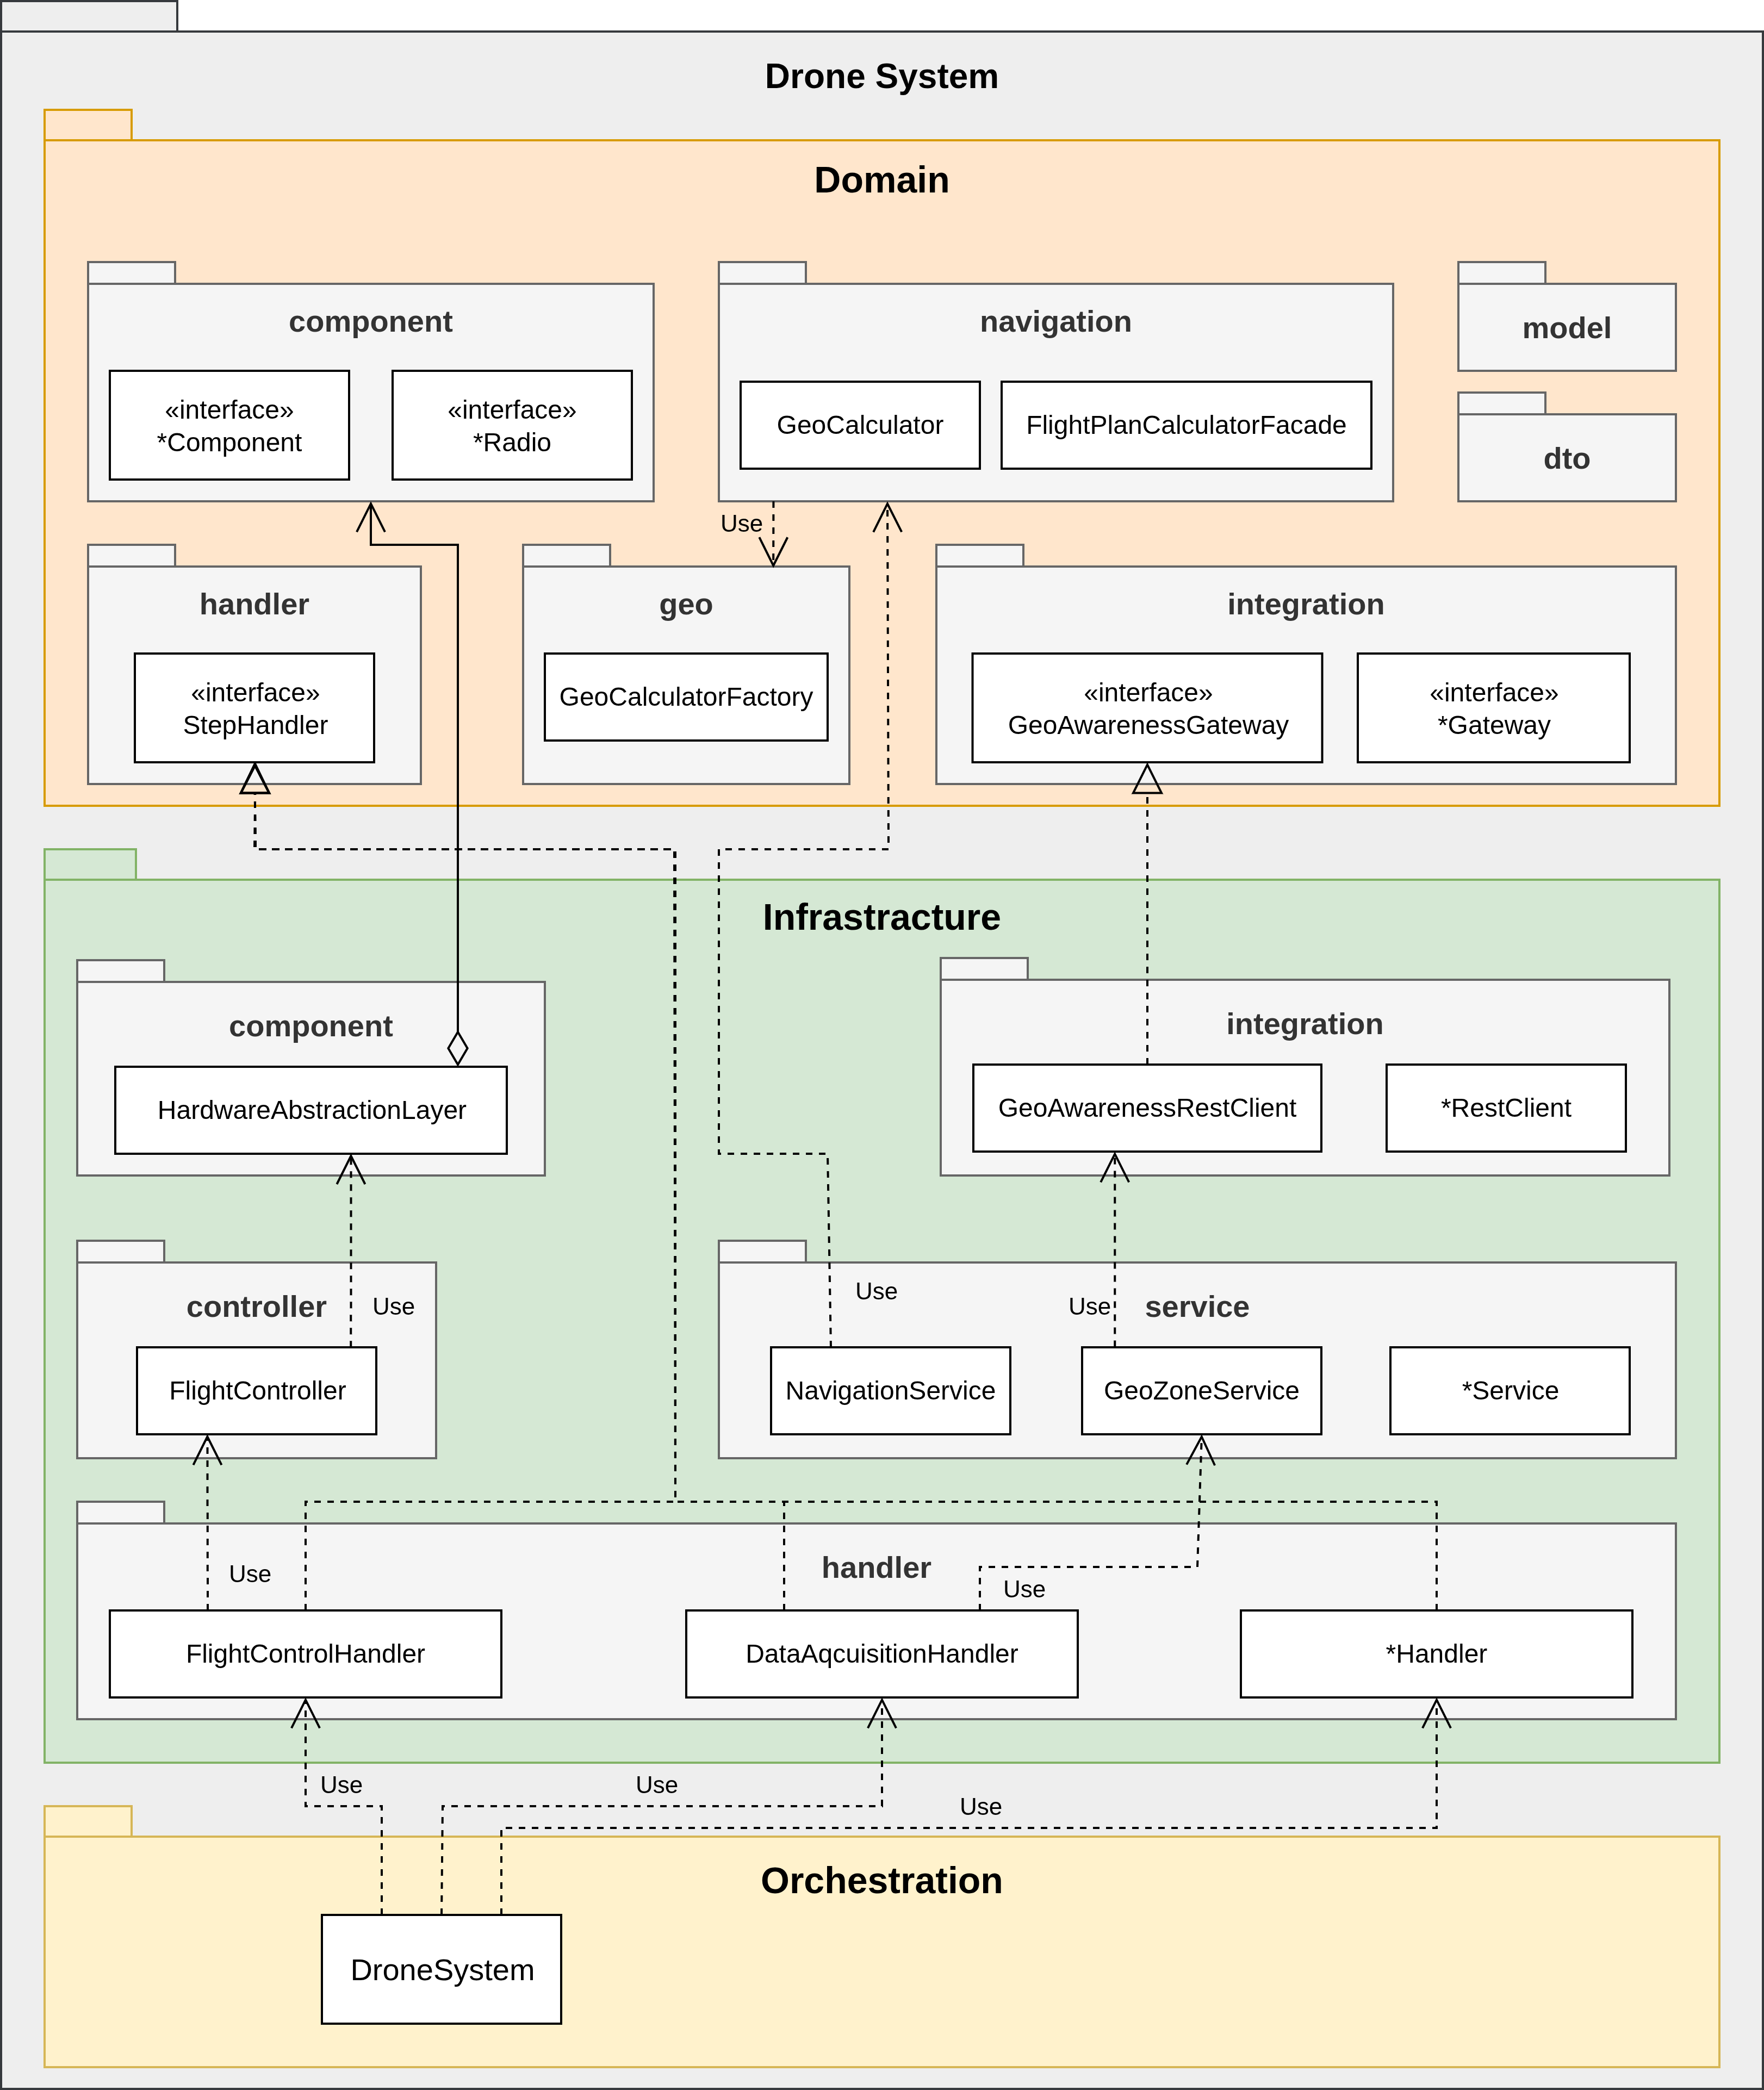 Drone System
Domain
component
«interface»
*Component
«interface»
*Radio
navigation
GeoCalculator
FlightPlanCalculatorFacade
model
dto
Use
handler
«interface»
StepHandler
geo
GeoCalculatorFactory
integration
«interface»
GeoAwarenessGateway
«interface»
*Gateway
Infrastracture
component
HardwareAbstractionLayer
integration
GeoAwarenessRestClient
*RestClient
controller
Use
FlightController
Use
Use
service
NavigationService
GeoZoneService
*Service
handler
Use
Use
FlightControlHandler
DataAqcuisitionHandler
*Handler
Use
Use
Use
Orchestration
DroneSystem